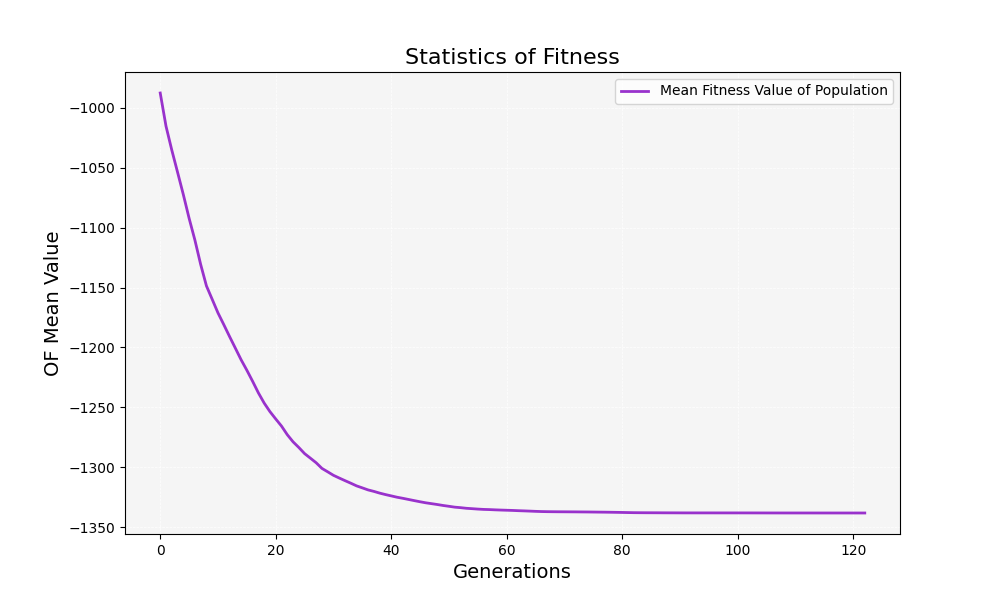 Statistics of Fitness
Mean Fitness Value of Population
OF Mean Value
−1000
−1050
−1100
−1150
−1200
−1250
−1300
−1350
0 20 40 60 80 100 120
Generations